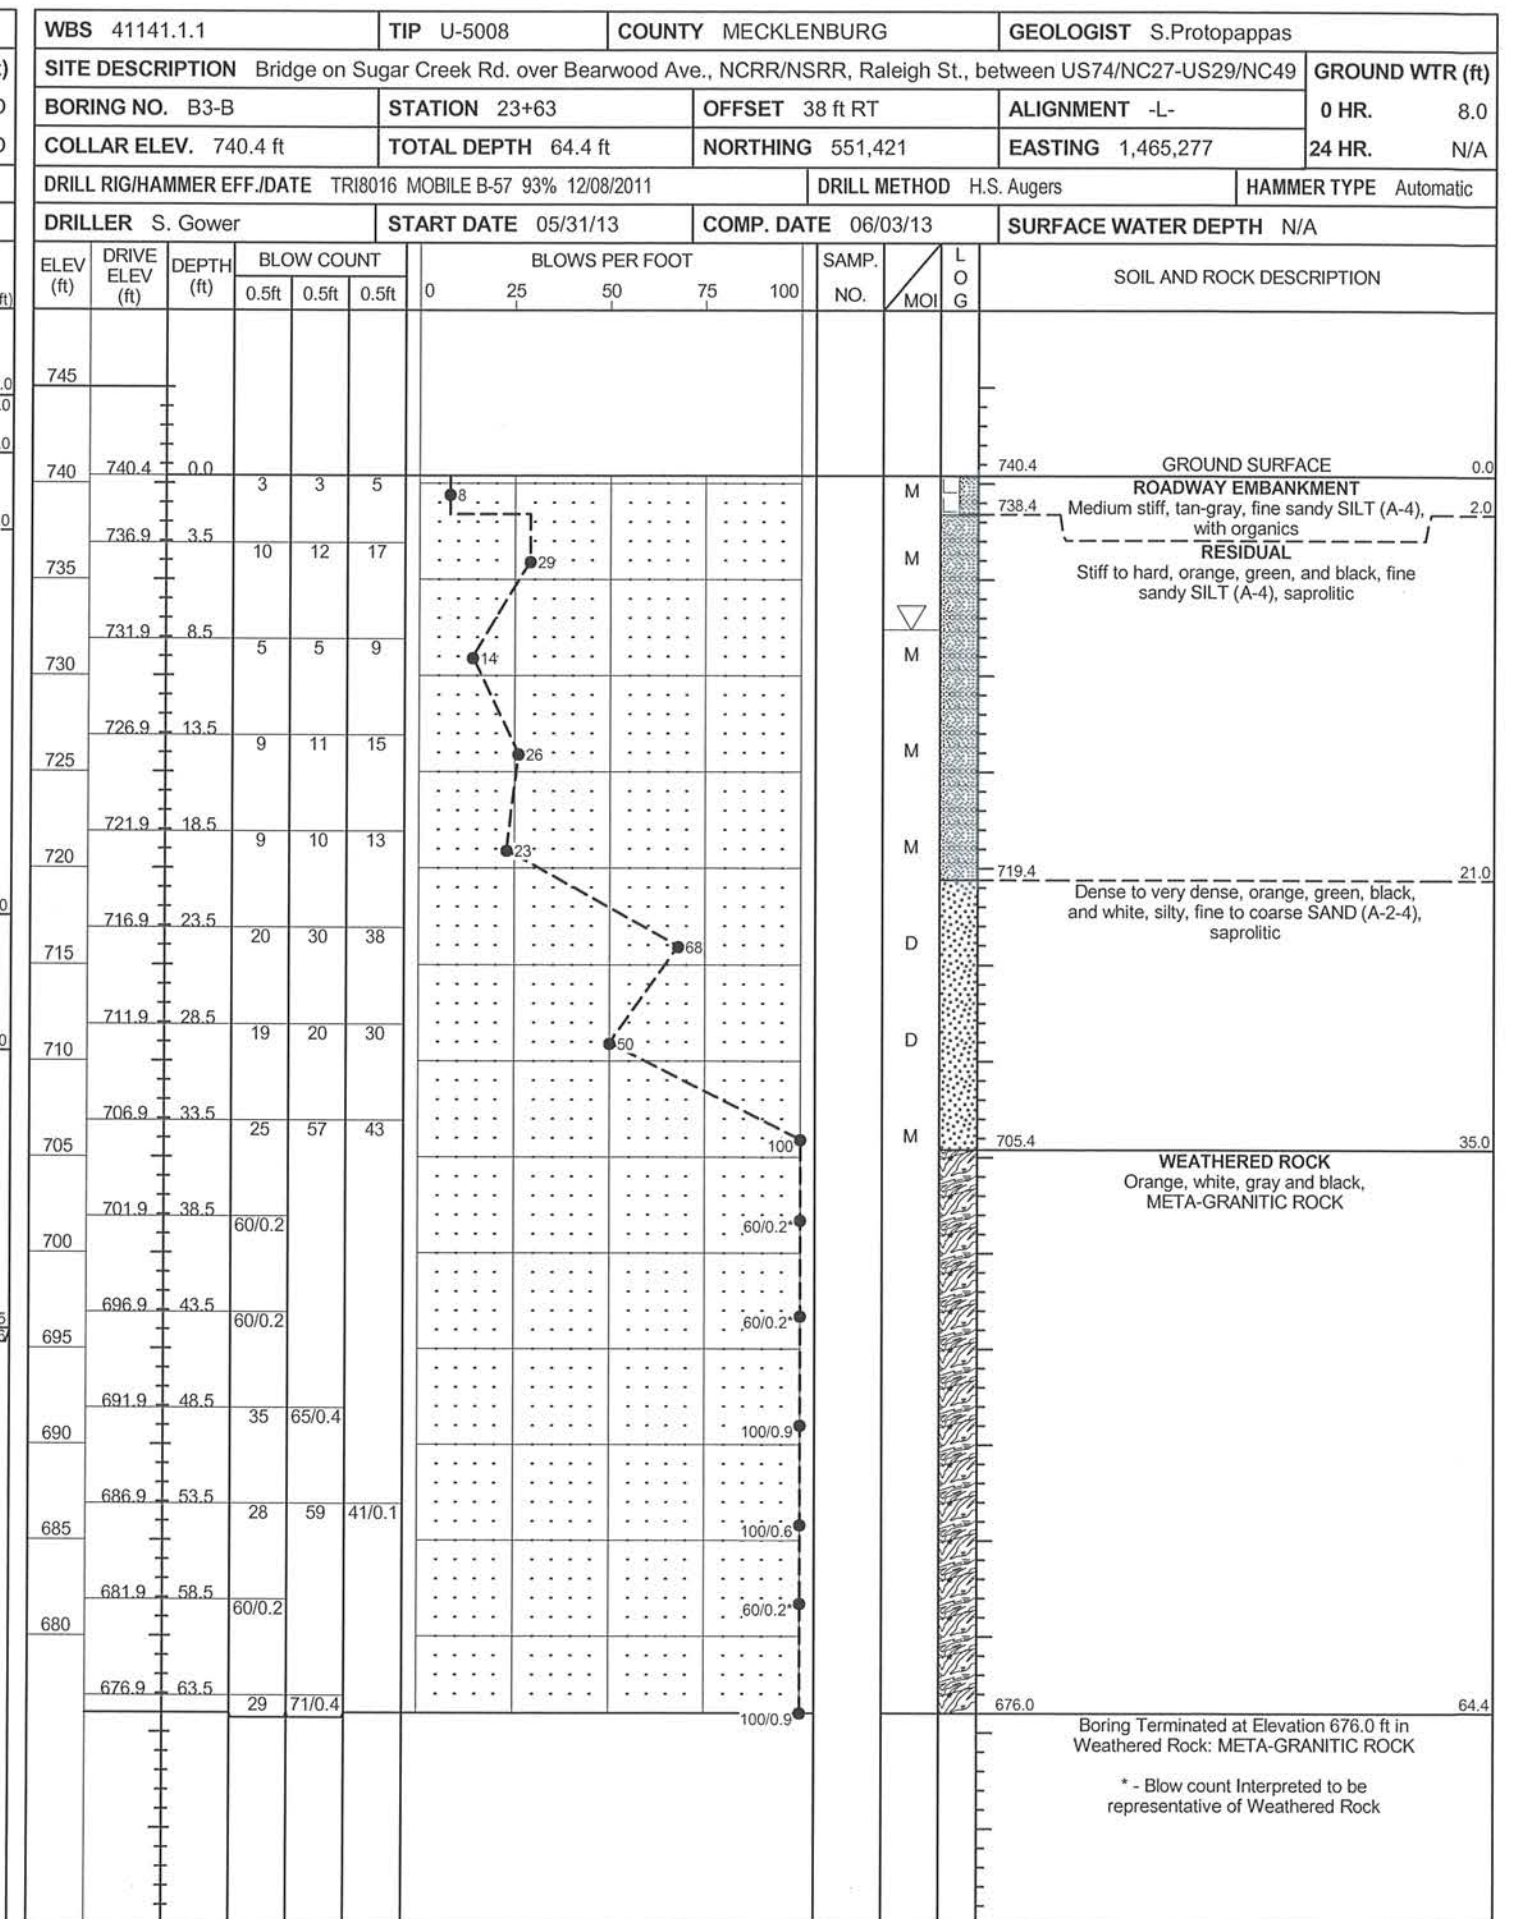 WBS 41141.1.1 TIP U-5008 COUNTY MECKLENBURG GEOLOGIST S.Protopappas
SITE DESCRIPTION Bridge on Sugar Creek Rd. over Bearwood Ave., NCRR/NSRR, Raleigh St., between US74/NC27-US29/NC49 GROUND WTR (ft)
BORING NO. B3-B STATION 23+63 OFFSET 38 ft RT ALIGNMENT -L- 0 HR. 8.0
COLLAR ELEV. 740.4 ft TOTAL DEPTH 64.4 ft NORTHING 551,421 EASTING 1,465,277 24 HR. N/A
DRILL RIG/HAMMER EFF./DATE TRI8016 MOBILE B-57 93% 12/08/2011 DRILL METHOD H.S. Augers HAMMER TYPE Automatic
DRILLER S. Gower START DATE 05/31/13 COMP. DATE 06/03/13 SURFACE WATER DEPTH N/A
ELEV (ft) DRIVE ELEV (ft) DEPTH (ft) BLOW COUNT BLOWS PER FOOT SAMP. NO. MOI LOG SOIL AND ROCK DESCRIPTION
0.5ft 0.5ft 0.5ft 0 25 50 75 100
745
740 740.4 0.0 740.4 GROUND SURFACE 0.0
3 3 5 8 M ROADWAY EMBANKMENT
738.4 Medium stiff, tan-gray, fine sandy SILT (A-4), 2.0
with organics
736.9 3.5
10 12 17 29 M RESIDUAL
735 Stiff to hard, orange, green, and black, fine
sandy SILT (A-4), saprolitic
731.9 8.5
5 5 9 14 M
730
726.9 13.5
9 11 15 26 M
725
721.9 18.5
9 10 13 23 M
720
719.4 21.0
Dense to very dense, orange, green, black,
and white, silty, fine to coarse SAND (A-2-4),
saprolitic
716.9 23.5
20 30 38 68 D
715
711.9 28.5
19 20 30 50 D
710
706.9 33.5
25 57 43 100 M
705 705.4 35.0
WEATHERED ROCK
Orange, white, gray and black,
META-GRANITIC ROCK
701.9 38.5
60/0.2 60/0.2*
700
696.9 43.5
60/0.2 60/0.2*
695
691.9 48.5
35 65/0.4 100/0.9
690
686.9 53.5
28 59 41/0.1 100/0.6
685
681.9 58.5
60/0.2 60/0.2*
680
676.9 63.5
29 71/0.4 100/0.9 676.0 64.4
Boring Terminated at Elevation 676.0 ft in
Weathered Rock: META-GRANITIC ROCK
* - Blow count Interpreted to be
representative of Weathered Rock